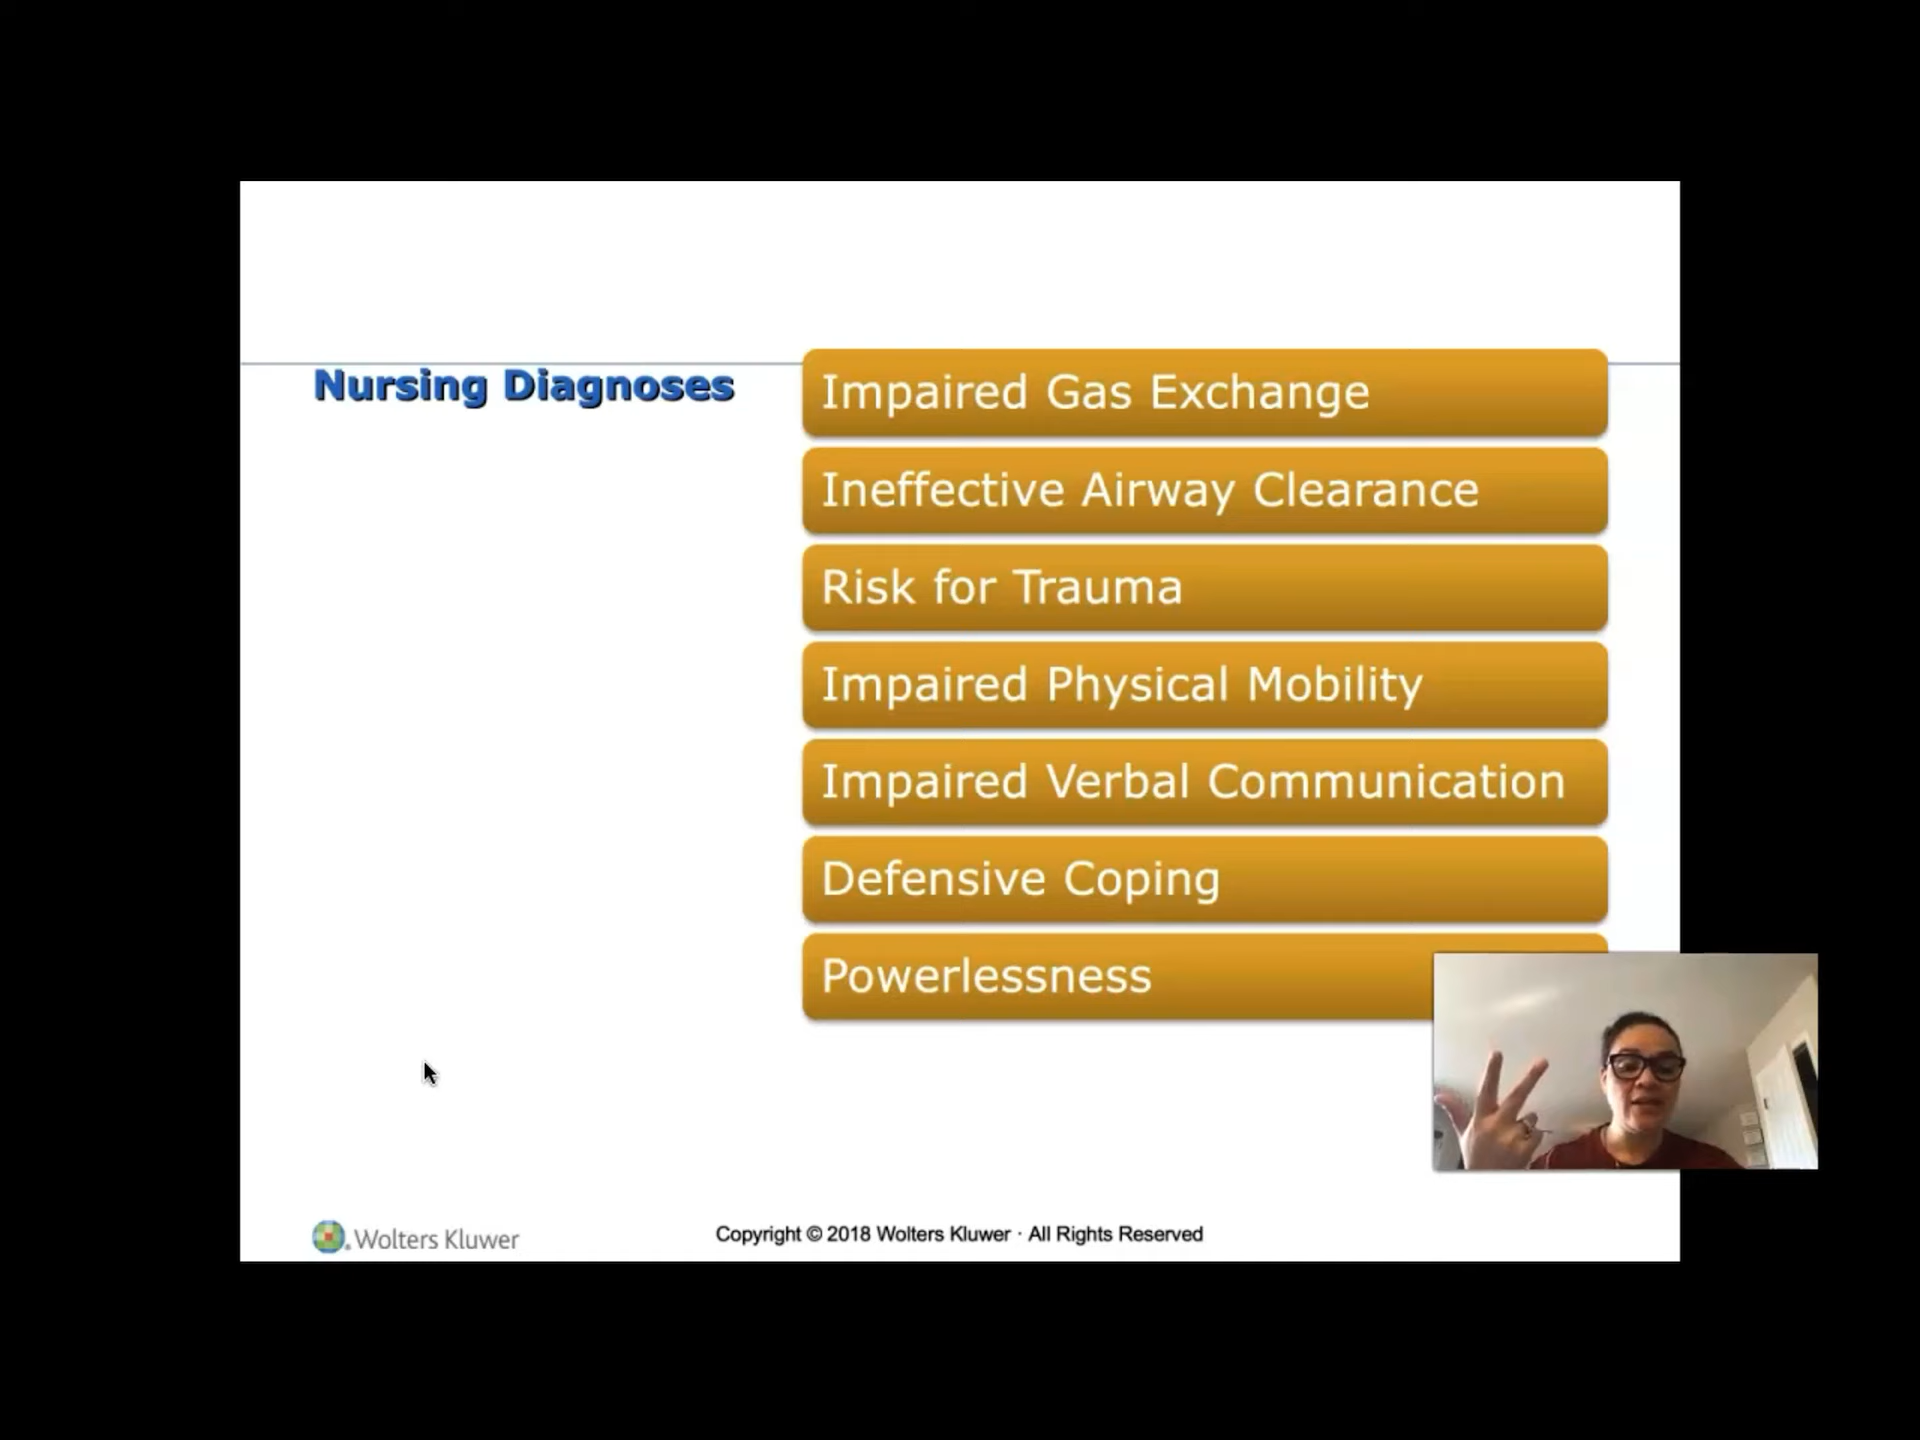 Nursing Diagnoses
Impaired Gas Exchange
Ineffective Airway Clearance
Risk for Trauma
Impaired Physical Mobility
Impaired Verbal Communication
Defensive Coping
Powerlessness
Wolters Kluwer
Copyright © 2018 Wolters Kluwer · All Rights Reserved